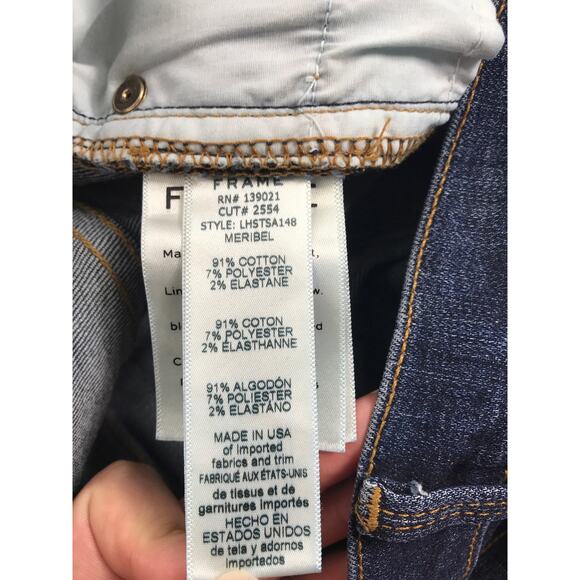 FRAME
RN# 139021
CUT# 2554
STYLE: LHSTSA148
MERIBEL
91% COTTON
7% POLYESTER
2% ELASTANE
91% COTON
7% POLYESTER
2% ÉLASTHANNE
91% ALGODÓN
7% POLIESTER
2% ELASTANO
MADE IN USA
of imported
fabrics and trim
FABRIQUÉ AUX ÉTATS-UNIS
de tissus et de
garnitures importés
HECHO EN
ESTADOS UNIDOS
de tela y adornos
importados